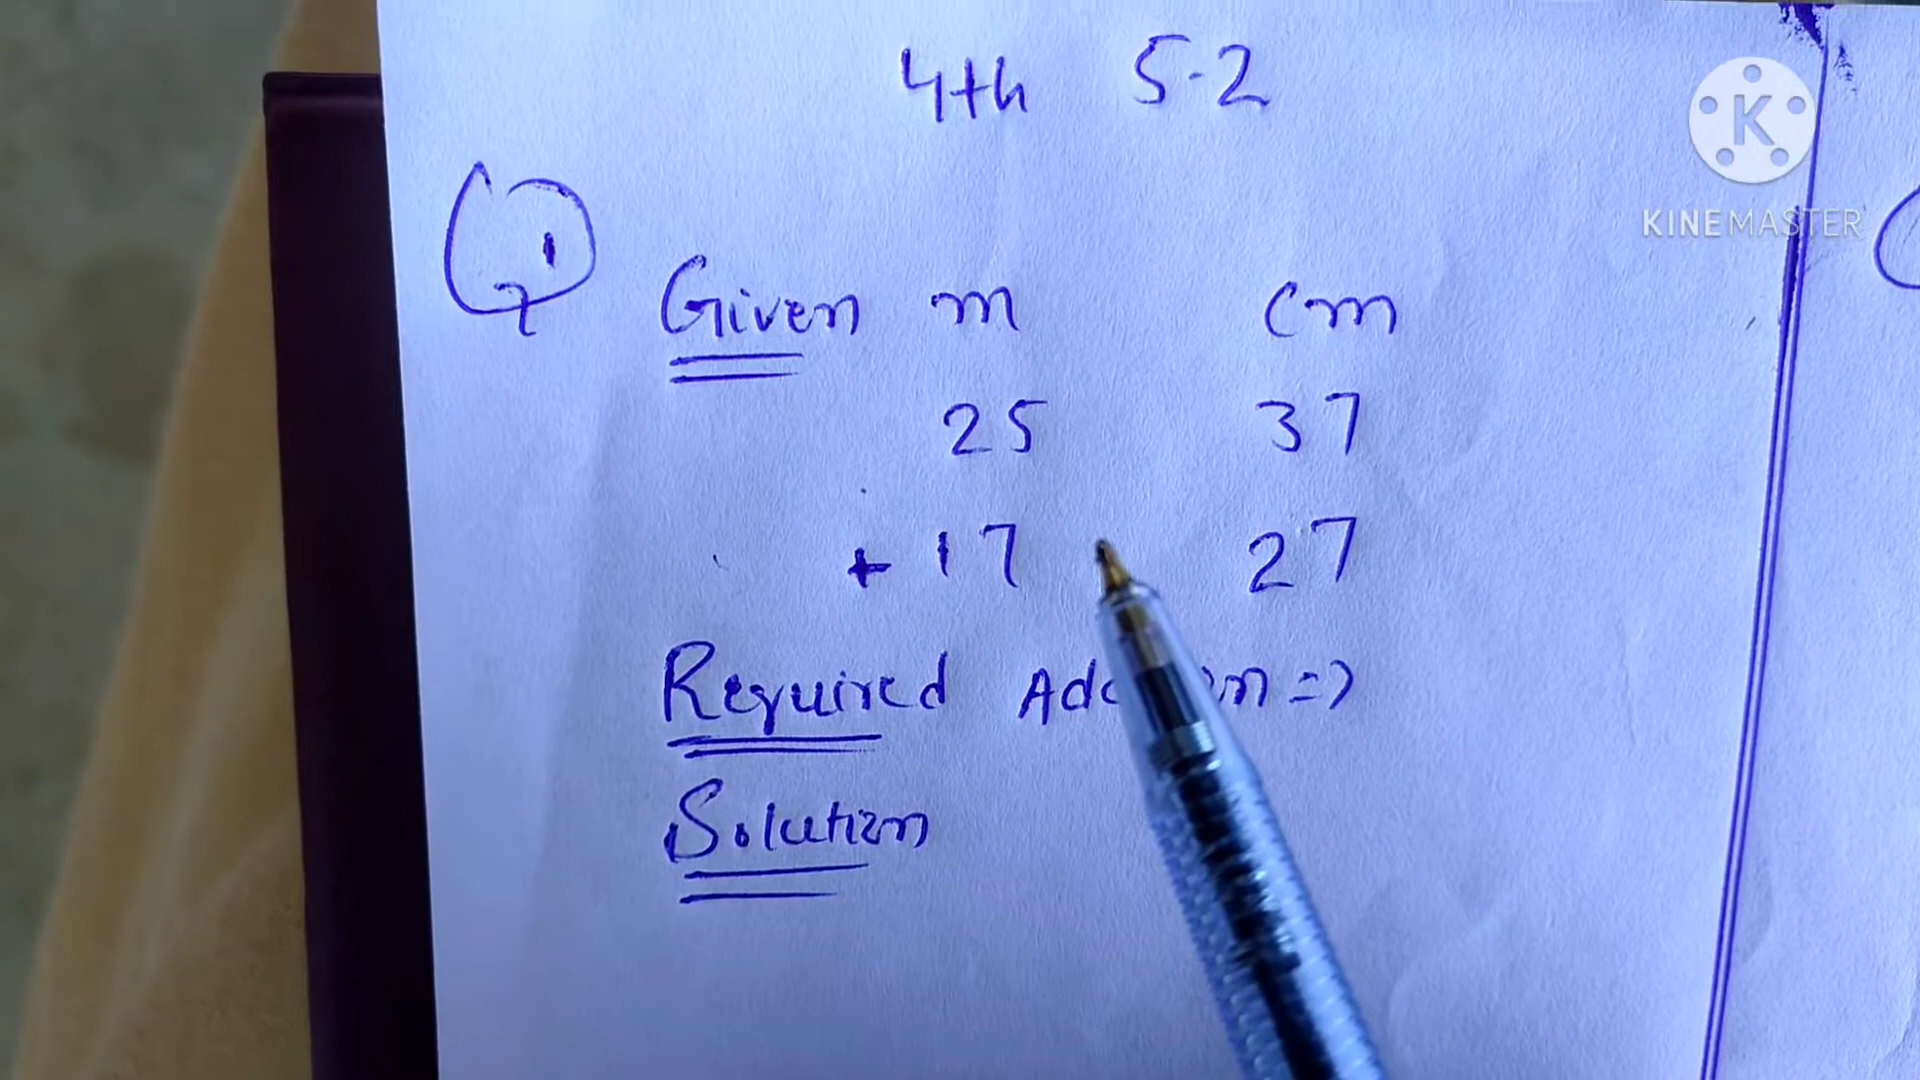 4th 5.2
K
KINEMASTER
Q1
Given m cm
25 37
+ 17 27
Required =>
Solution